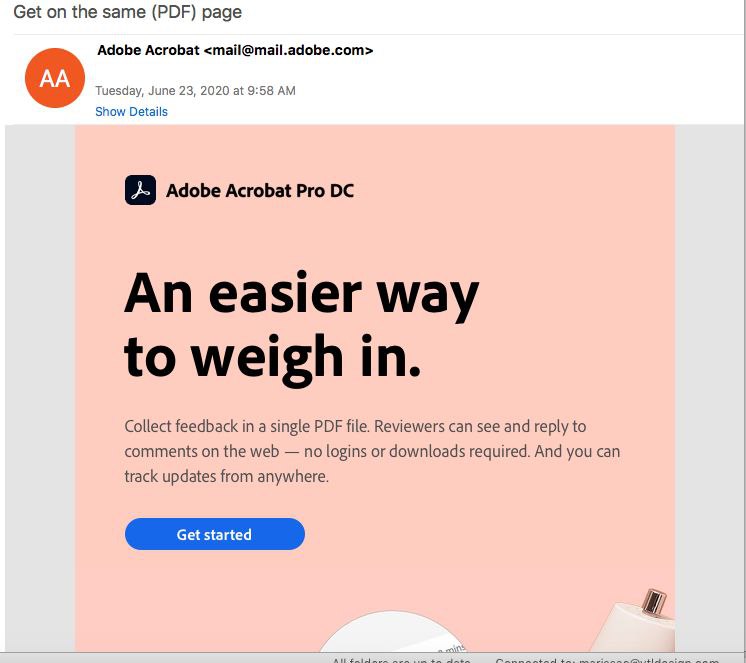 Get on the same (PDF) page
Adobe Acrobat <mail@mail.adobe.com>
AA
Tuesday, June 23, 2020 at 9:58 AM
Show Details
Adobe Acrobat Pro DC
An easier way
to weigh in.
Collect feedback in a single PDF file. Reviewers can see and reply to
comments on the web — no logins or downloads required. And you can
track updates from anywhere.
Get started
mins
All folders are up to date.